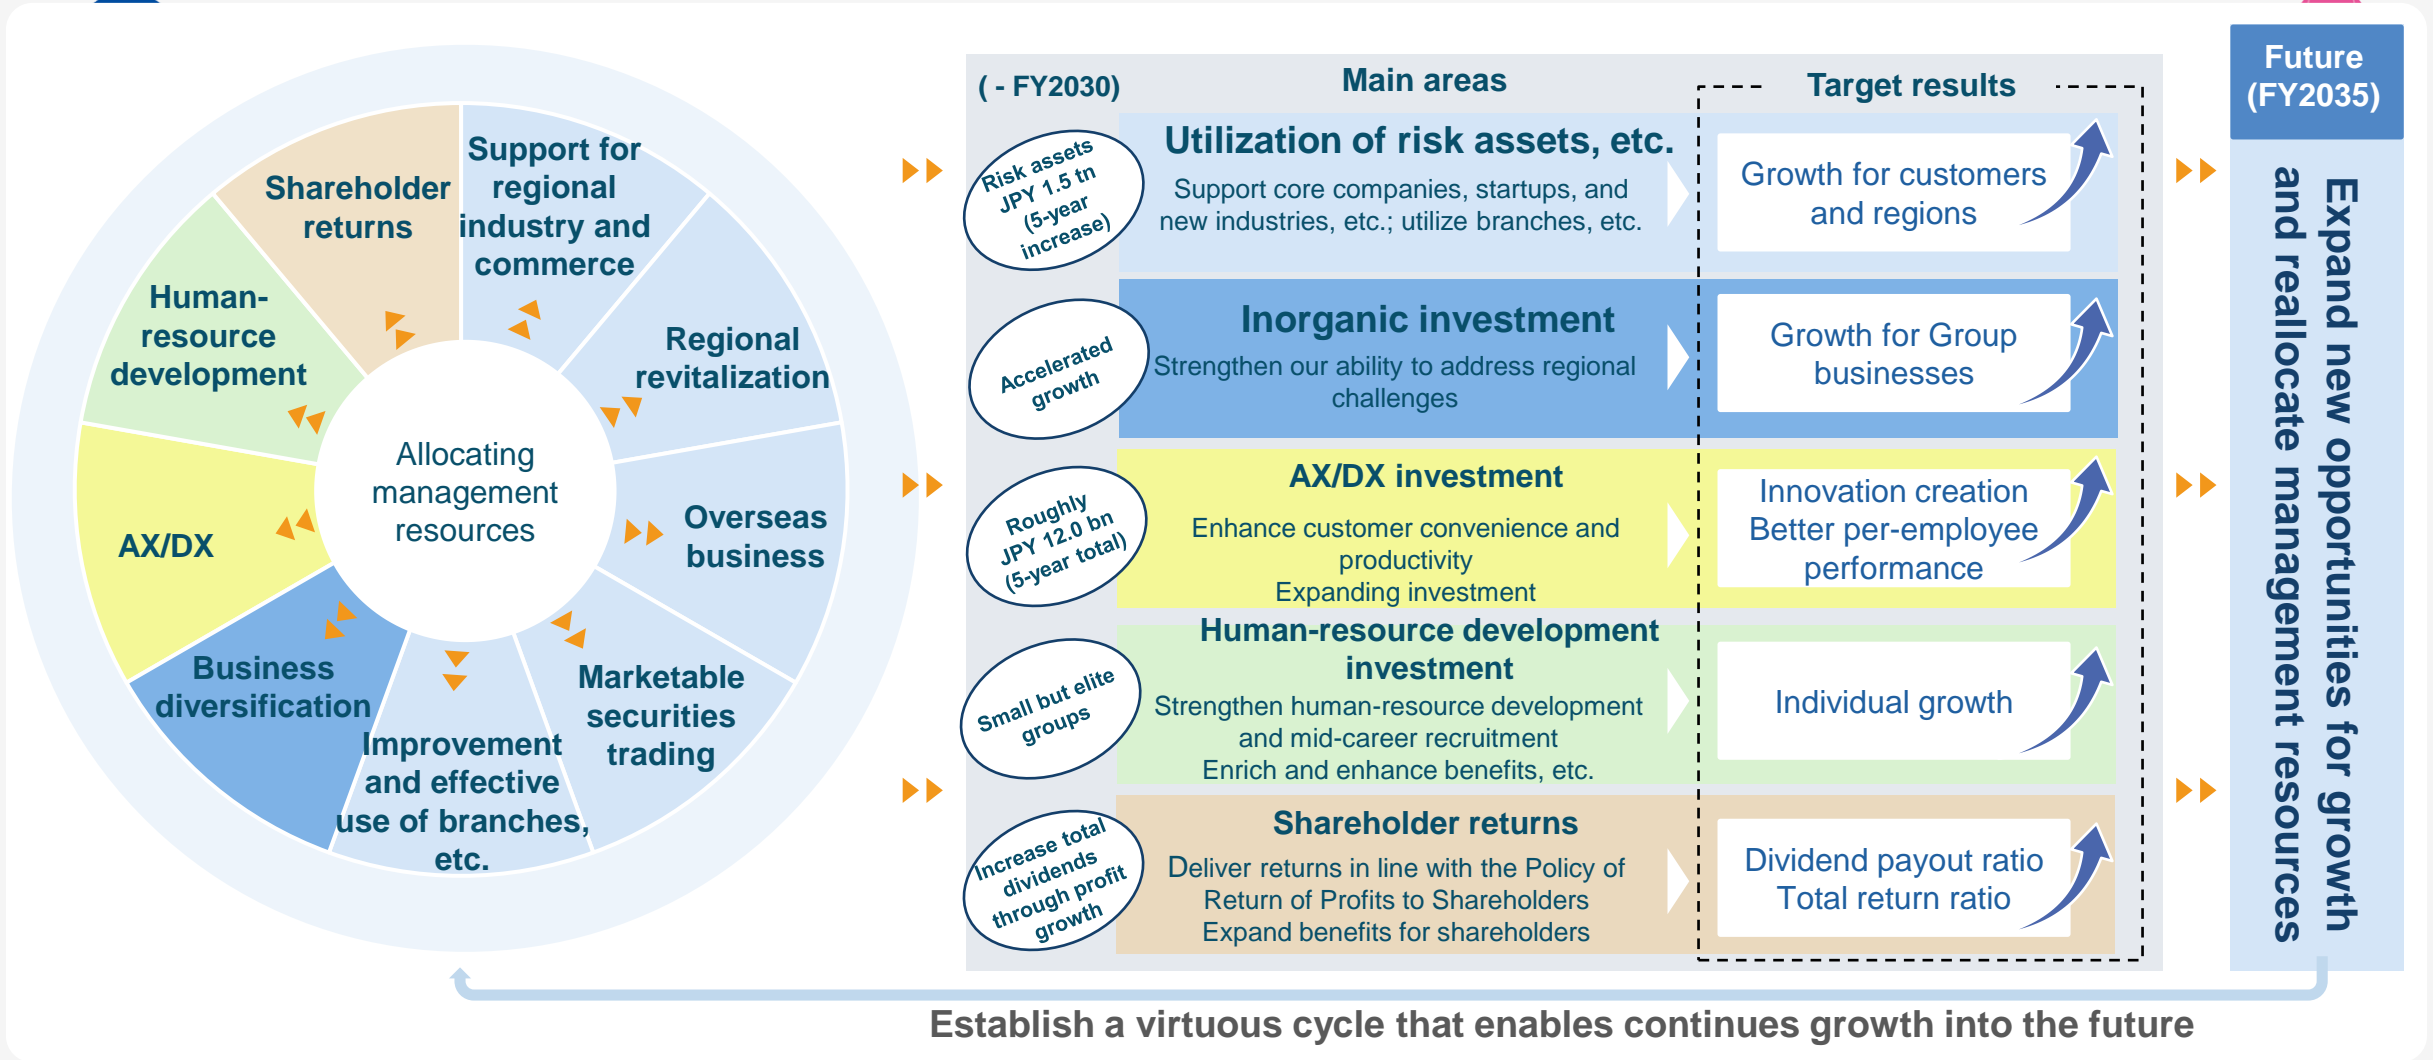 Shareholder
returns
Support for
regional
industry and
commerce
Human-
resource
development
Regional
revitalization
Allocating
management
resources
AX/DX
Overseas
business
Business
diversification
Marketable
securities
trading
Improvement
and effective
use of branches,
etc.
( - FY2030)
Main areas
Target results
Risk assets
JPY 1.5 tn
(5-year
increase)
Utilization of risk assets, etc.
Support core companies, startups, and
new industries, etc.; utilize branches, etc.
Growth for customers
and regions
Accelerated
growth
Inorganic investment
Strengthen our ability to address regional
challenges
Growth for Group
businesses
Roughly
JPY 12.0 bn
(5-year total)
AX/DX investment
Enhance customer convenience and
productivity
Expanding investment
Innovation creation
Better per-employee
performance
Small but elite
groups
Human-resource development
investment
Strengthen human-resource development
and mid-career recruitment
Enrich and enhance benefits, etc.
Individual growth
Increase total
dividends
through profit
growth
Shareholder returns
Deliver returns in line with the Policy of
Return of Profits to Shareholders
Expand benefits for shareholders
Dividend payout ratio
Total return ratio
Future
(FY2035)
Expand new opportunities for growth
and reallocate management resources
Establish a virtuous cycle that enables continues growth into the future